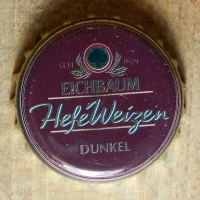 SEIT 1679
EICHBAUM
HefeWeizen
DUNKEL